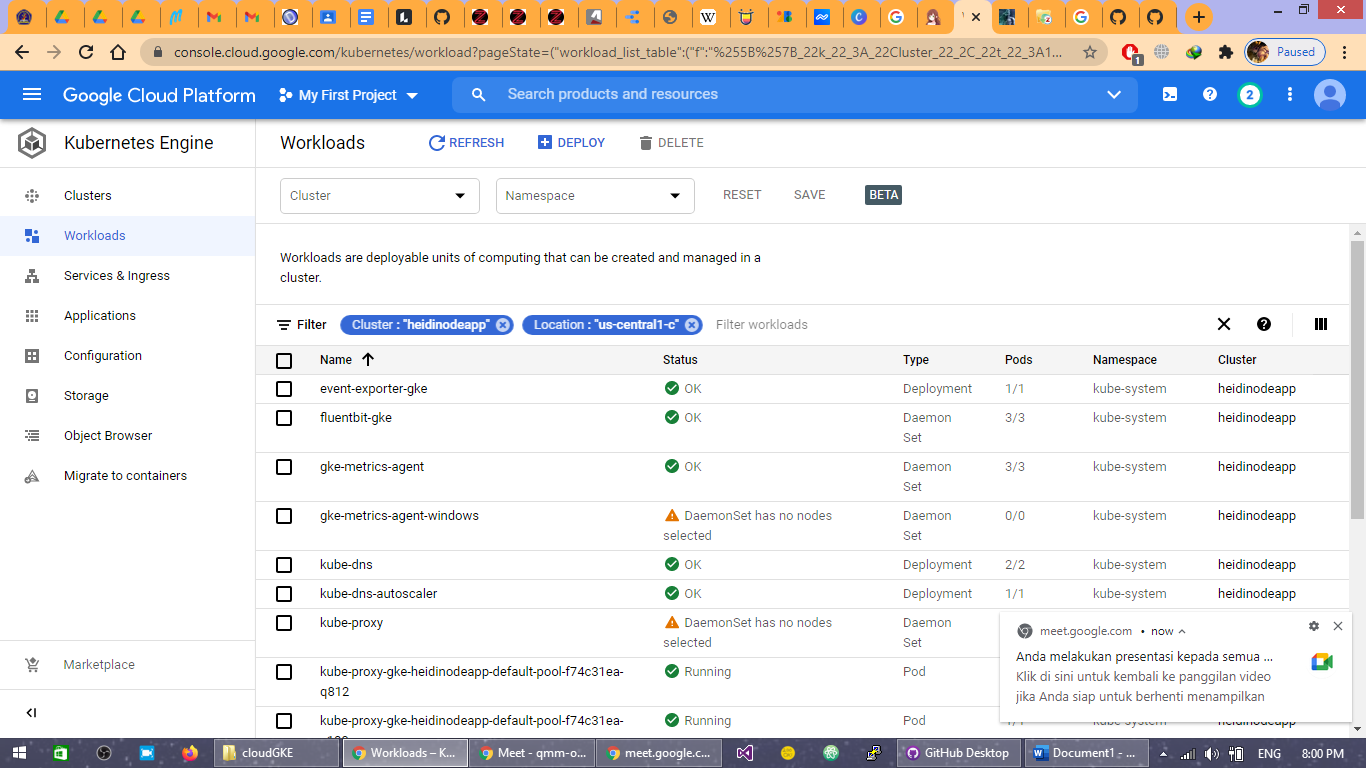 Paused
console.cloud.google.com/kubernetes/workload?pageState=("workload_list_table":("f":"%255B%257B_22k_22_3A_22Cluster_22_2C_22t_22_3A1...
1
Google Cloud Platform
My First Project
Search products and resources
2
Kubernetes Engine
Workloads
REFRESH
DEPLOY
DELETE
Clusters
Workloads
Services & Ingress
Applications
Configuration
Storage
Object Browser
Migrate to containers
Marketplace
Cluster
Namespace
RESET
SAVE
BETA
Workloads are deployable units of computing that can be created and managed in a
cluster.
Filter
Cluster : "heidinodeapp"
Location : "us-central1-c"
Filter workloads
Name Status Type Pods Namespace Cluster
event-exporter-gke OK Deployment 1/1 kube-system heidinodeapp
fluentbit-gke OK Daemon 3/3 kube-system heidinodeapp
Set
gke-metrics-agent OK Daemon 3/3 kube-system heidinodeapp
Set
gke-metrics-agent-windows DaemonSet has no nodes Daemon 0/0 kube-system heidinodeapp
selected Set
kube-dns OK Deployment 2/2 kube-system heidinodeapp
kube-dns-autoscaler OK Deployment 1/1 kube-system heidinodeapp
kube-proxy DaemonSet has no nodes Daemon
selected Set
kube-proxy-gke-heidinodeapp-default-pool-f74c31ea- Running Pod
q812
kube-proxy-gke-heidinodeapp-default-pool-f74c31ea- Running Pod 1/1 kube-system heidinodeapp
meet.google.com • now
Anda melakukan presentasi kepada semua ...
Klik di sini untuk kembali ke panggilan video
jika Anda siap untuk berhenti menampilkan
cloudGKE
Workloads – K...
Meet - qmm-o...
meet.google.c...
GitHub Desktop
Document1 - ...
ENG
8:00 PM